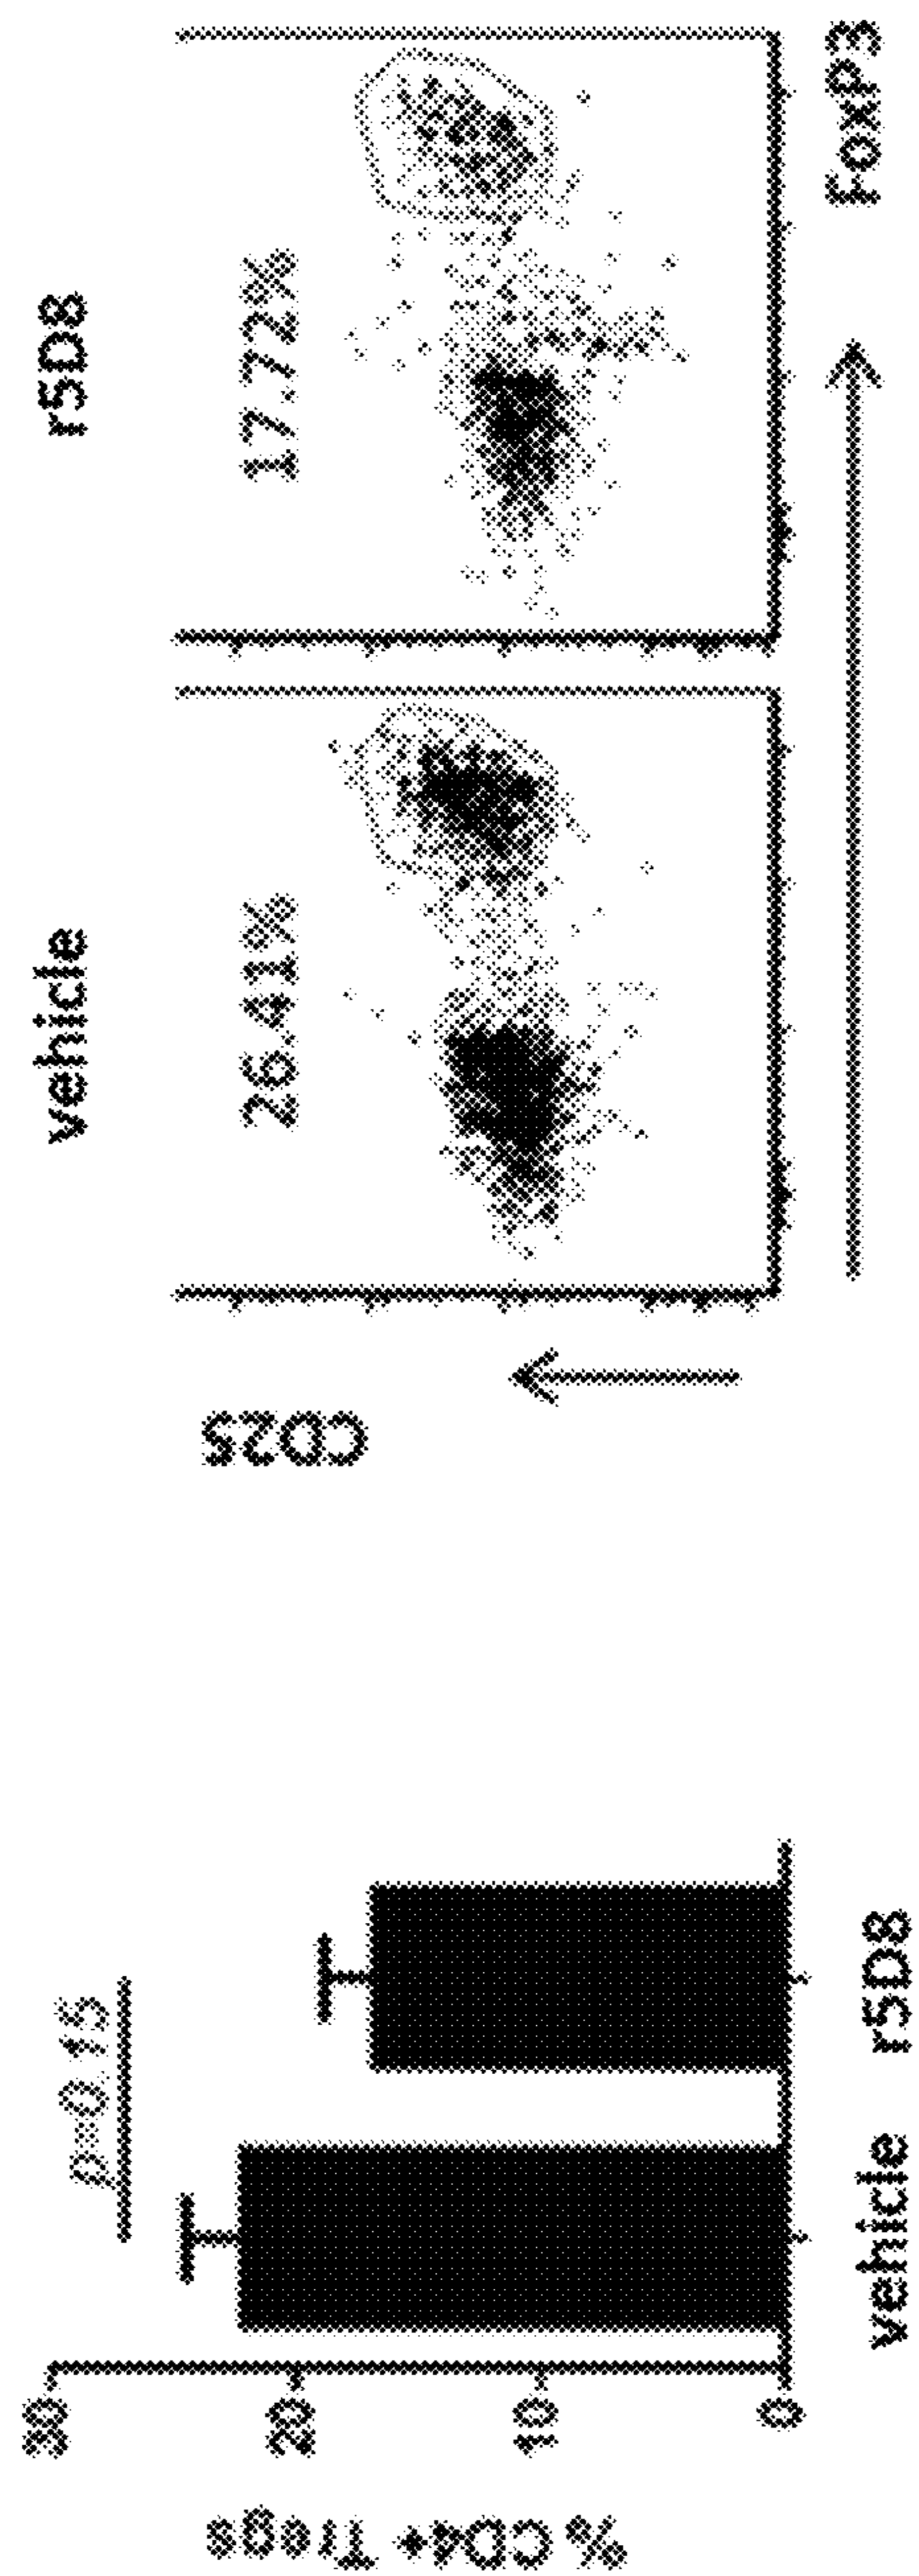 % CD4+ Tregs
30
20
10
0
p=0.15
vehicle
r5D8
CD25
vehicle
26.41%
r5D8
17.72%
FoxP3